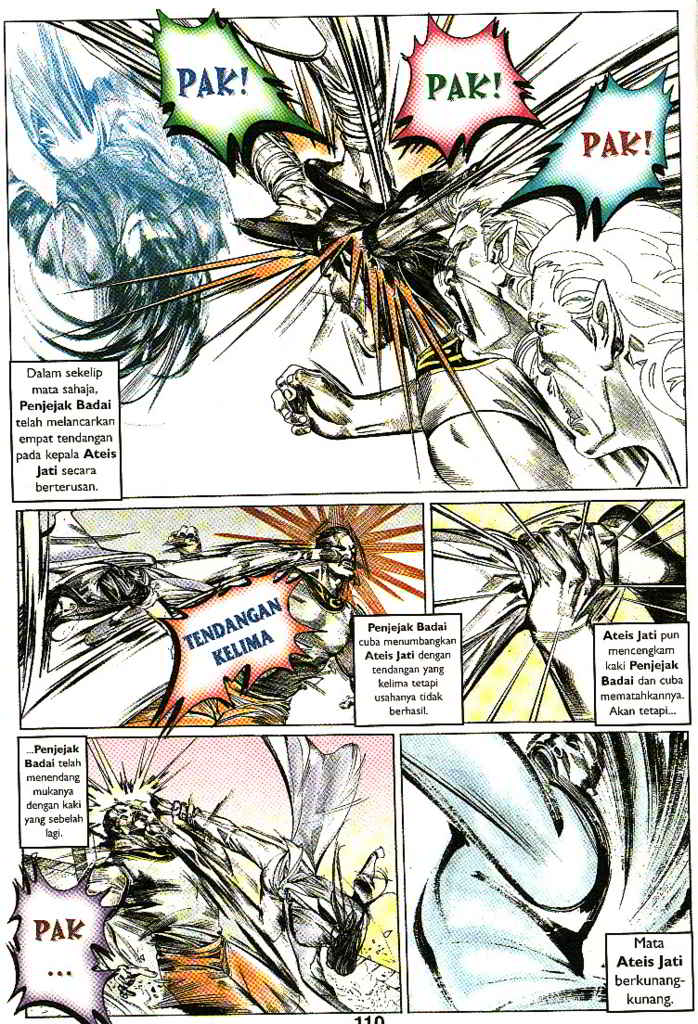 PAK!
PAK!
PAK!
Dalam sekelip
mata sahaja,
Penjejak Badai
telah melancarkan
empat tendangan
pada kepala Ateis
Jati secara
berterusan.
TENDANGAN
KELIMA
Penjejak Badai
cuba menumbangkan
Ateis Jati dengan
tendangan yang
kelima tetapi
usahanya tidak
berhasil.
Ateis Jati pun
mencengkam
kaki Penjejak
Badai dan cuba
mematahkannya.
Akan tetapi...
...Penjejak
Badai telah
menendang
mukanya
dengan kaki
yang sebelah
lagi.
PAK
...
Mata
Ateis Jati
berkunang-
kunang.
110